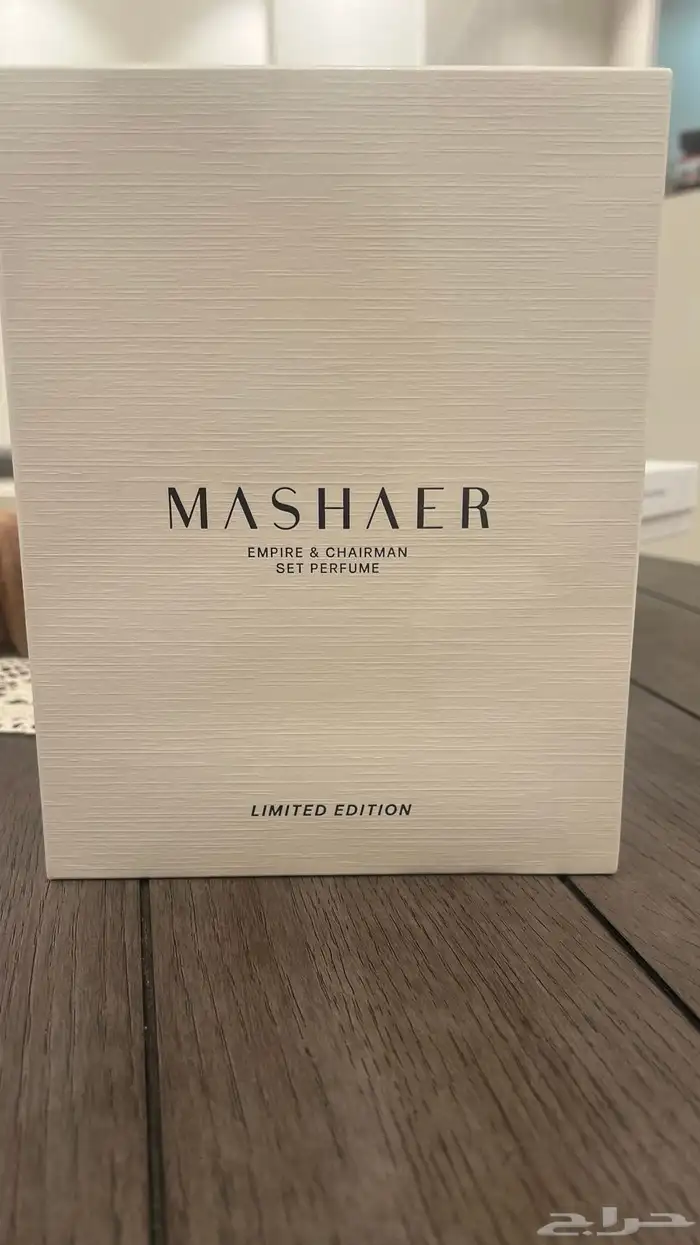 MASHAER
EMPIRE & CHAIRMAN
SET PERFUME
LIMITED EDITION
حراج